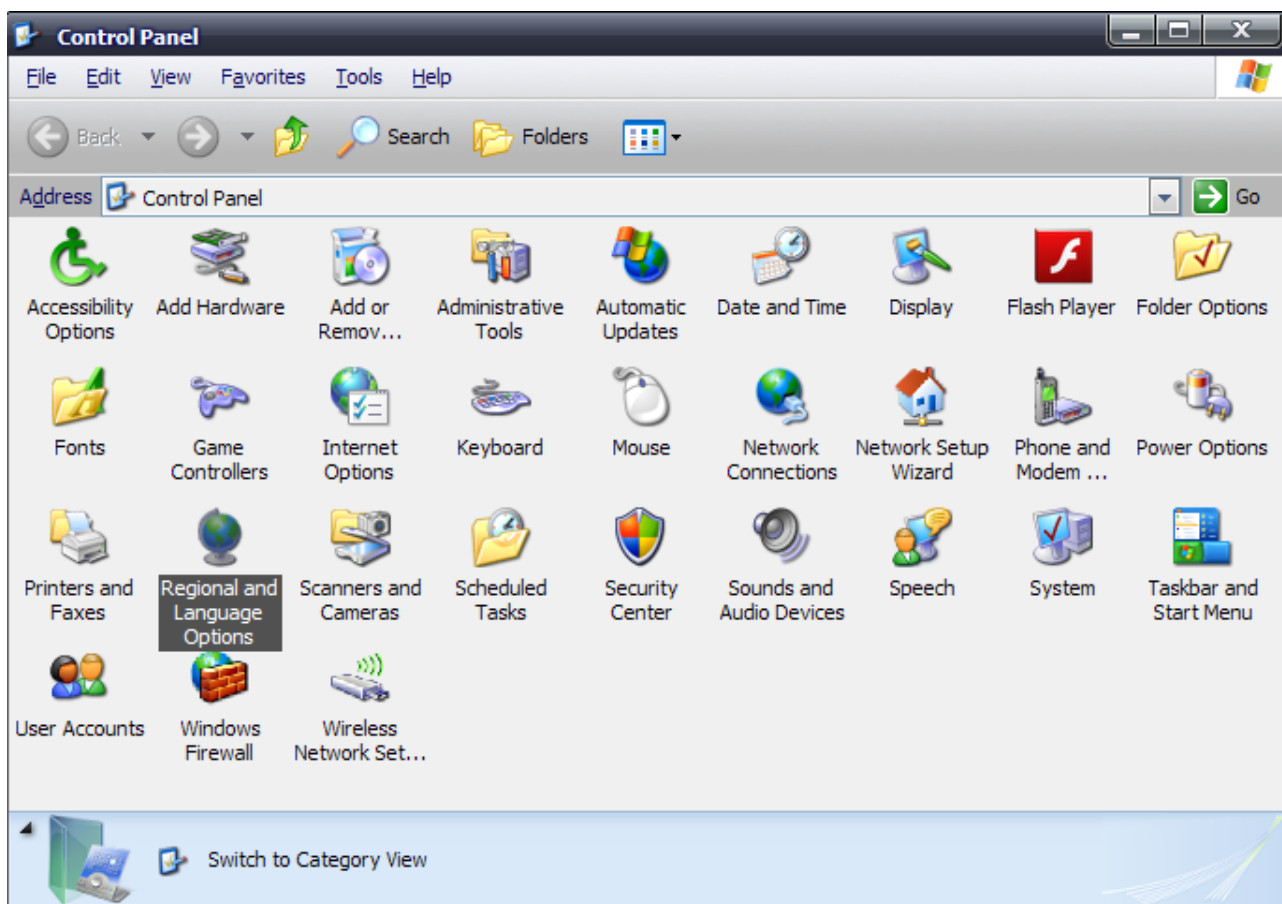 Control Panel
File Edit View Favorites Tools Help
Back Search Folders
Address Control Panel Go
Accessibility Options
Add Hardware
Add or Remov...
Administrative Tools
Automatic Updates
Date and Time
Display
Flash Player
Folder Options
Fonts
Game Controllers
Internet Options
Keyboard
Mouse
Network Connections
Network Setup Wizard
Phone and Modem ...
Power Options
Printers and Faxes
Regional and Language Options
Scanners and Cameras
Scheduled Tasks
Security Center
Sounds and Audio Devices
Speech
System
Taskbar and Start Menu
User Accounts
Windows Firewall
Wireless Network Set...
Switch to Category View